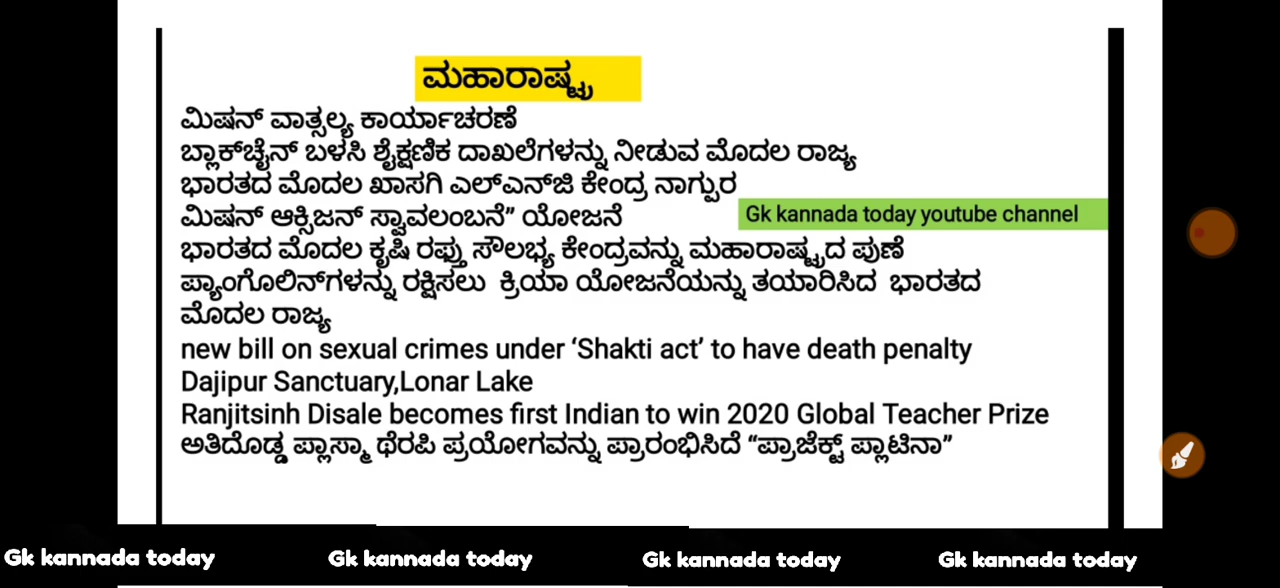 ಮಹಾರಾಷ್ಟ್ರ
ಮಿಷನ್ ವಾತ್ಸಲ್ಯ ಕಾರ್ಯಾಚರಣೆ
ಬ್ಲಾಕ್‌ಚೈನ್ ಬಳಸಿ ಶೈಕ್ಷಣಿಕ ದಾಖಲೆಗಳನ್ನು ನೀಡುವ ಮೊದಲ ರಾಜ್ಯ
ಭಾರತದ ಮೊದಲ ಖಾಸಗಿ ಎಲ್‌ಎನ್‌ಜಿ ಕೇಂದ್ರ ನಾಗ್ಪುರ
ಮಿಷನ್ ಆಕ್ಸಿಜನ್ ಸ್ವಾವಲಂಬನೆ” ಯೋಜನೆ
Gk kannada today youtube channel
ಭಾರತದ ಮೊದಲ ಕೃಷಿ ರಫ್ತು ಸೌಲಭ್ಯ ಕೇಂದ್ರವನ್ನು ಮಹಾರಾಷ್ಟ್ರದ ಪುಣೆ
ಪ್ಯಾಂಗೊಲಿನ್‌ಗಳನ್ನು ರಕ್ಷಿಸಲು ಕ್ರಿಯಾ ಯೋಜನೆಯನ್ನು ತಯಾರಿಸಿದ ಭಾರತದ
ಮೊದಲ ರಾಜ್ಯ
new bill on sexual crimes under ‘Shakti act’ to have death penalty
Dajipur Sanctuary,Lonar Lake
Ranjitsinh Disale becomes first Indian to win 2020 Global Teacher Prize
ಅತಿದೊಡ್ಡ ಪ್ಲಾಸ್ಮಾ ಥೆರಪಿ ಪ್ರಯೋಗವನ್ನು ಪ್ರಾರಂಭಿಸಿದೆ “ಪ್ರಾಜೆಕ್ಟ್ ಪ್ಲಾಟಿನಾ”
Gk kannada today Gk kannada today Gk kannada today Gk kannada today